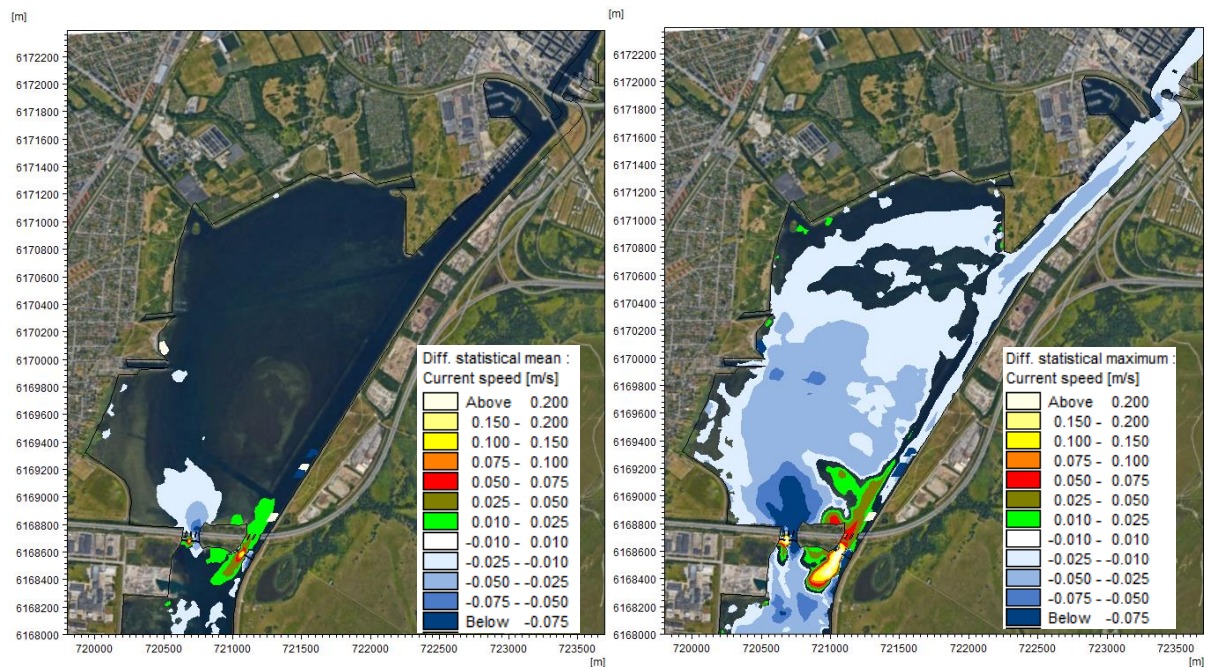 [m]
6172200
6172000
6171800
6171600
6171400
6171200
6171000
6170800
6170600
6170400
6170200
6170000
6169800
6169600
6169400
6169200
6169000
6168800
6168600
6168400
6168200
6168000
Diff. statistical mean :
Current speed [m/s]
Above 0.200
0.150 - 0.200
0.100 - 0.150
0.075 - 0.100
0.050 - 0.075
0.025 - 0.050
0.010 - 0.025
-0.010 - 0.010
-0.025 - -0.010
-0.050 - -0.025
-0.075 - -0.050
Below -0.075
720000 720500 721000 721500 722000 722500 723000 723500
[m]
[m]
6172200
6172000
6171800
6171600
6171400
6171200
6171000
6170800
6170600
6170400
6170200
6170000
6169800
6169600
6169400
6169200
6169000
6168800
6168600
6168400
6168200
6168000
Diff. statistical maximum :
Current speed [m/s]
Above 0.200
0.150 - 0.200
0.100 - 0.150
0.075 - 0.100
0.050 - 0.075
0.025 - 0.050
0.010 - 0.025
-0.010 - 0.010
-0.025 - -0.010
-0.050 - -0.025
-0.075 - -0.050
Below -0.075
720000 720500 721000 721500 722000 722500 723000 723500
[m]